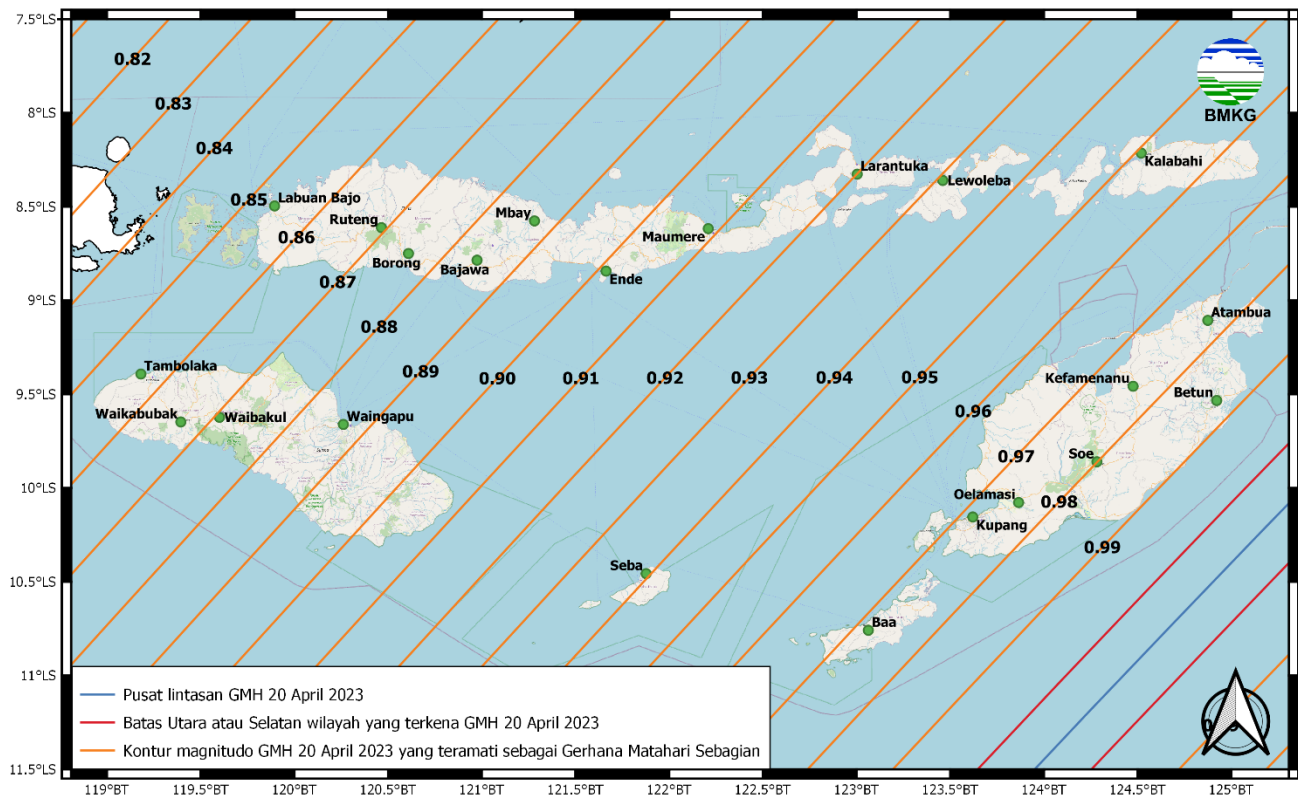 7.5°LS
0.82
0.83
8°LS
BMKG
0.84
Larantuka
Kalabahi
Lewoleba
0.85
Labuan Bajo
8.5°LS
Ruteng
Mbay
0.86
Maumere
Borong
Bajawa
0.87
Ende
9°LS
Atambua
0.88
Tambolaka
0.89
0.90
0.91
0.92
0.93
0.94
0.95
Kefamenanu
Betun
9.5°LS
0.96
Waikabubak
Waibakul
Waingapu
0.97
Soe
10°LS
Oelamasi
0.98
Kupang
0.99
Seba
10.5°LS
Baa
11°LS
Pusat lintasan GMH 20 April 2023
Batas Utara atau Selatan wilayah yang terkena GMH 20 April 2023
Kontur magnitudo GMH 20 April 2023 yang teramati sebagai Gerhana Matahari Sebagian
11.5°LS
119°BT
119.5°BT
120°BT
120.5°BT
121°BT
121.5°BT
122°BT
122.5°BT
123°BT
123.5°BT
124°BT
124.5°BT
125°BT